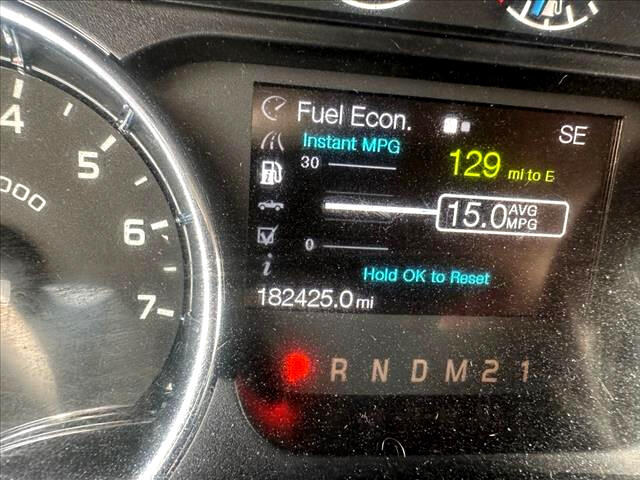 4
5
6
7
000
Fuel Econ.
SE
Instant MPG
30
129 mi to E
15.0 AVG MPG
0
Hold OK to Reset
182425.0 mi
R N D M 2 1